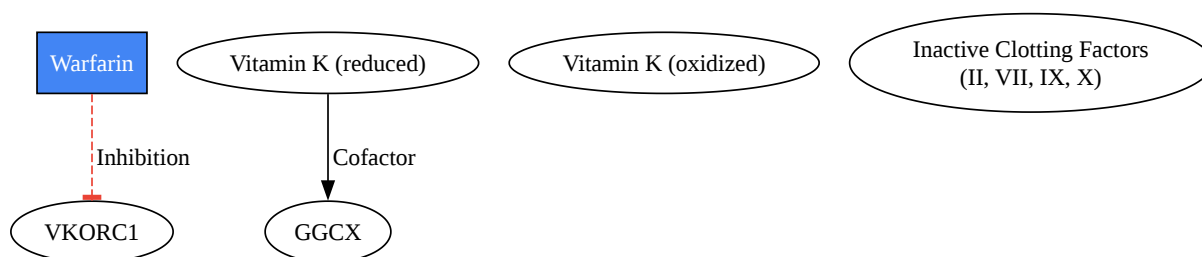 Warfarin
Vitamin K (reduced)
Vitamin K (oxidized)
Inactive Clotting Factors
(II, VII, IX, X)
Inhibition
Cofactor
VKORC1
GGCX